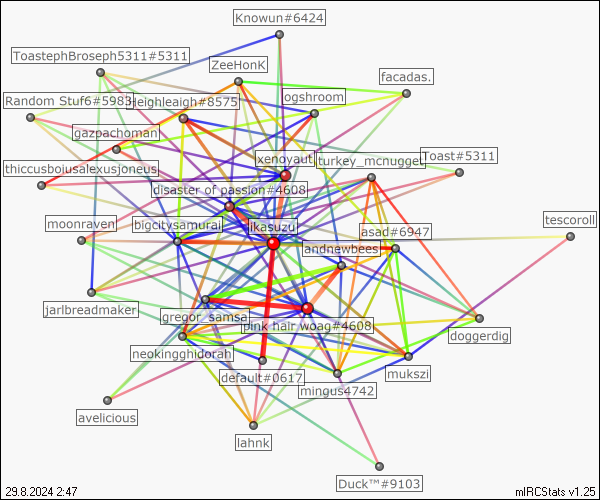 Knowun#6424
ToastephBroseph5311#5311
ZeeHonK
facadas.
Random Stuf6#5983
Heighleaigh#8575
ogshroom
gazpachoman
xenoyaut
turkey_mcnugget
Toast#5311
thiccusboiusalexusjoneus
disaster of passion#4608
moonraven
bigcitysamurai
ikasuzu
asad#6947
tescoroll
andnewbees
jarlbreadmaker
gregor_samsa
pink hair woag#4608
doggerdig
neokingghidorah
default#0617
mukszi
mingus4742
avelicious
lahnk
Duck™#9103
29.8.2024 2:47
mIRCStats v1.25